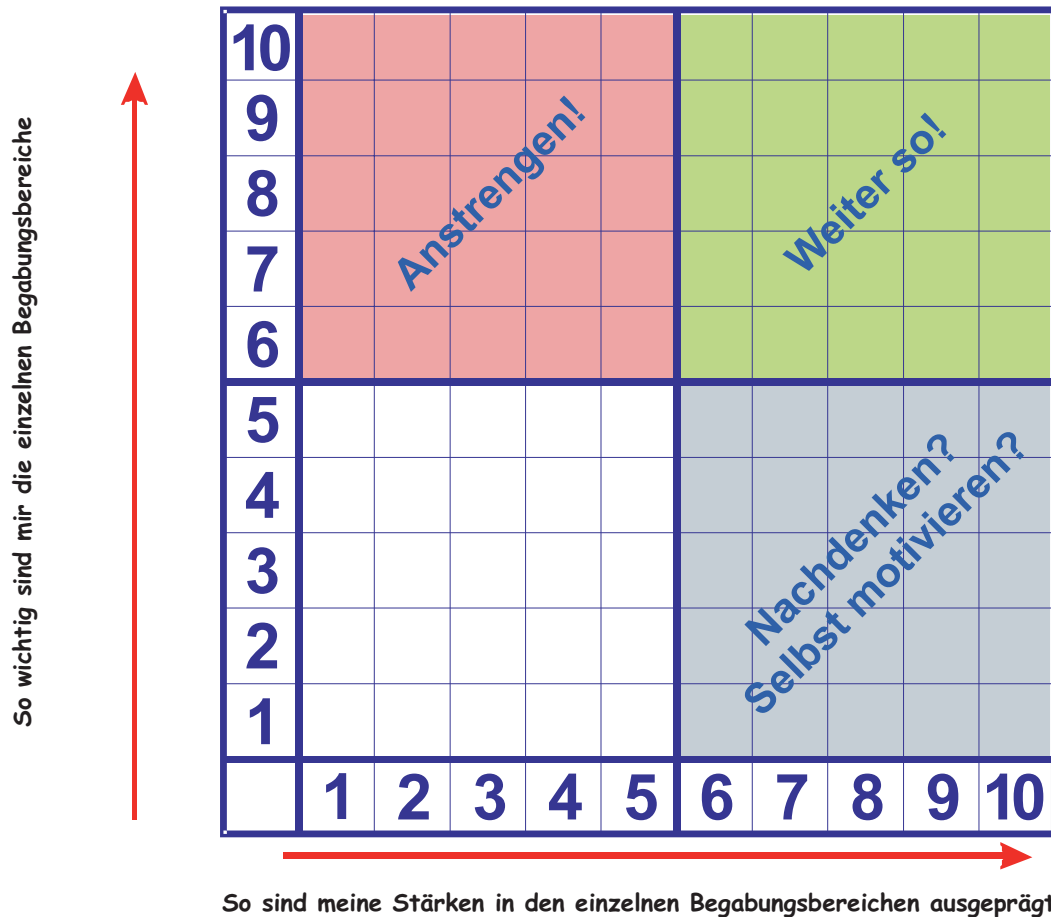 So wichtig sind mir die einzelnen Begabungsbereiche
10
9
8
7
6
5
4
3
2
1
Anstrengen!
Weiter so!
Nachdenken?
Selbst motivieren?
1 2 3 4 5 6 7 8 9 10
So sind meine Stärken in den einzelnen Begabungsbereichen ausgeprägt